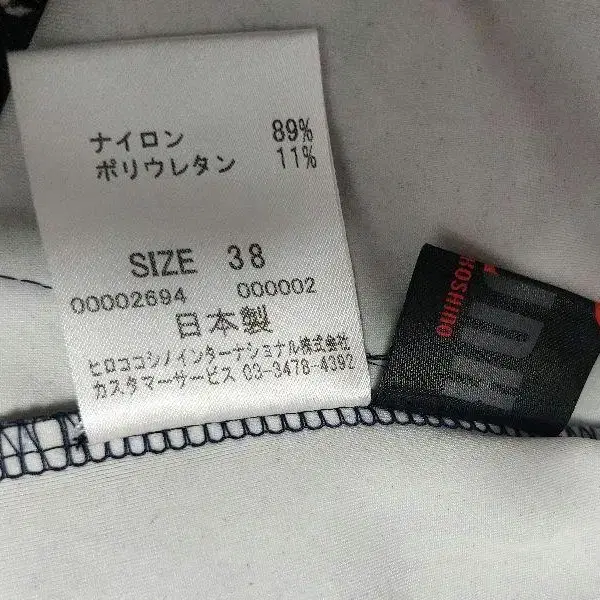 ナイロン 89%
ポリウレタン 11%
SIZE 38
00002694 000002
日本製
ヒロココシノインターナショナル株式会社
カスタマーサービス 03-3478-4392